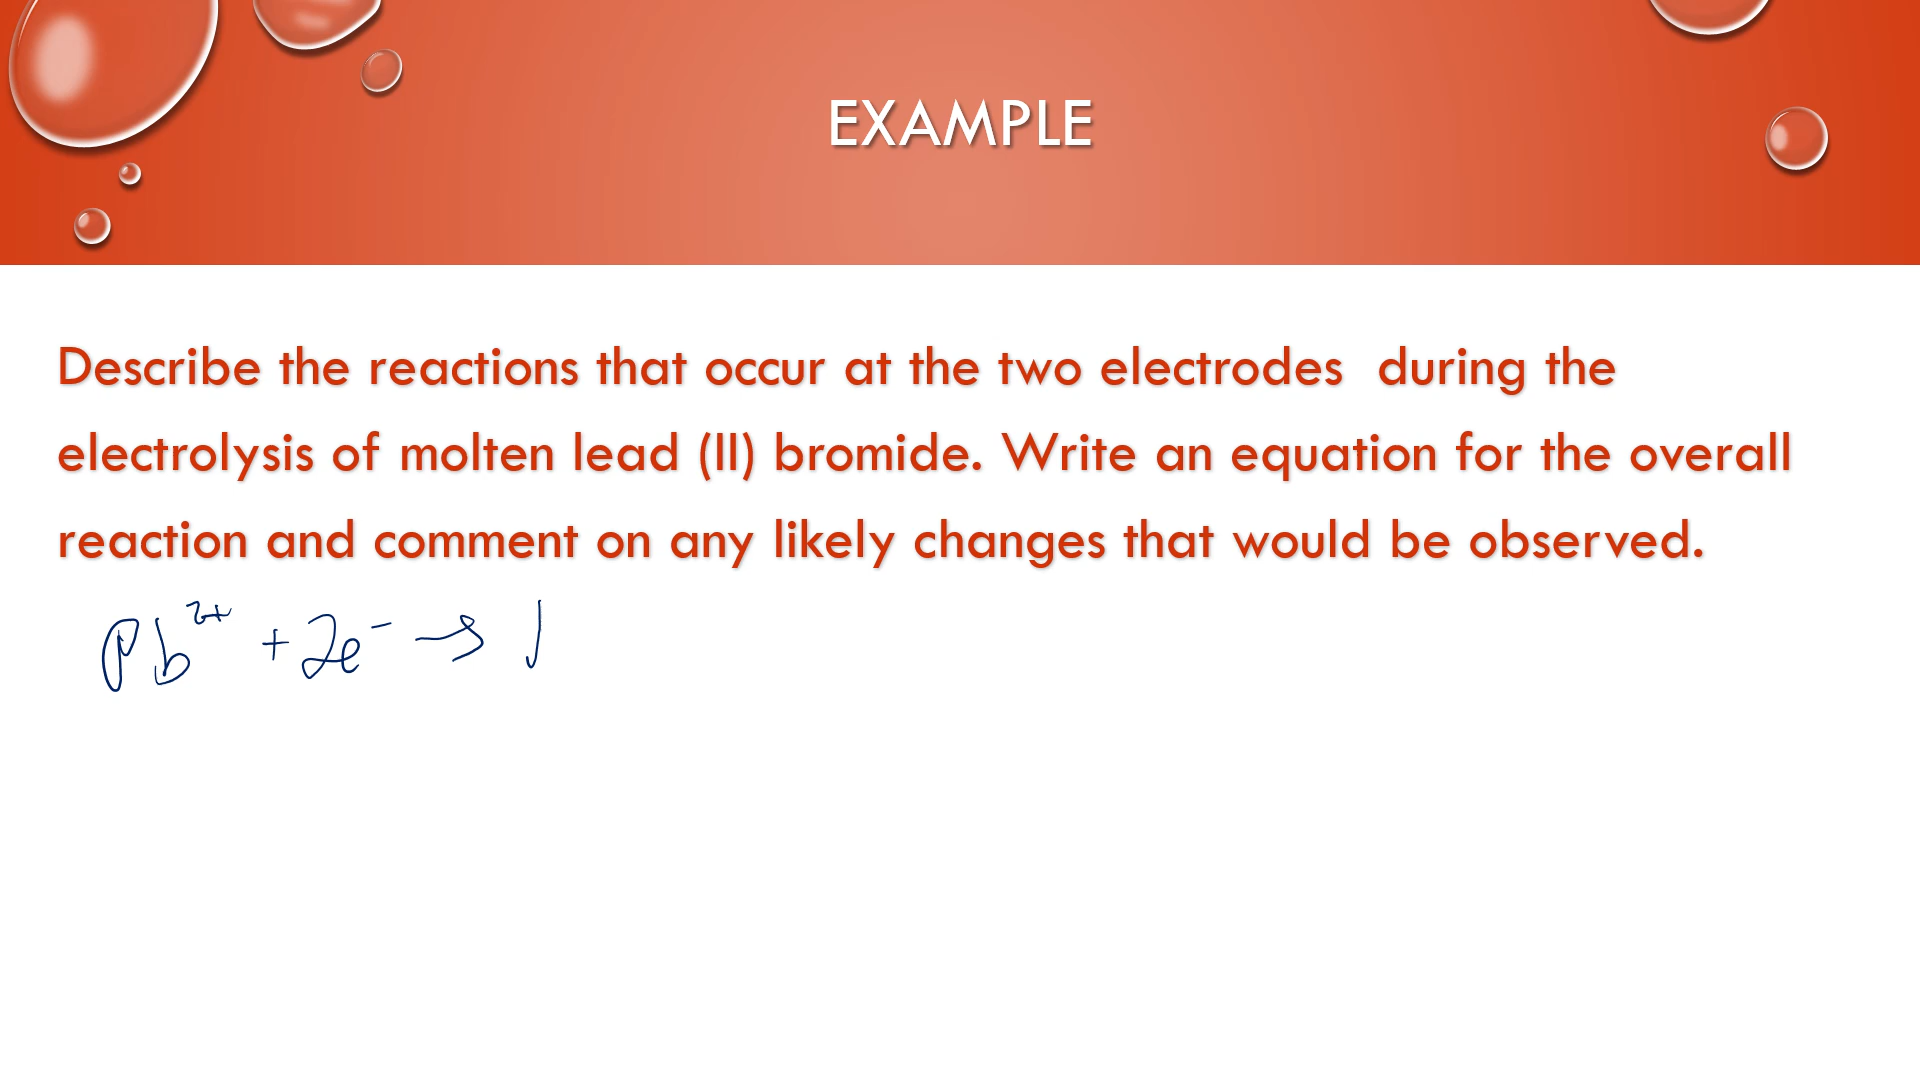 EXAMPLE
Describe the reactions that occur at the two electrodes during the
electrolysis of molten lead (II) bromide. Write an equation for the overall
reaction and comment on any likely changes that would be observed.
Pb²⁺ + 2e⁻ →